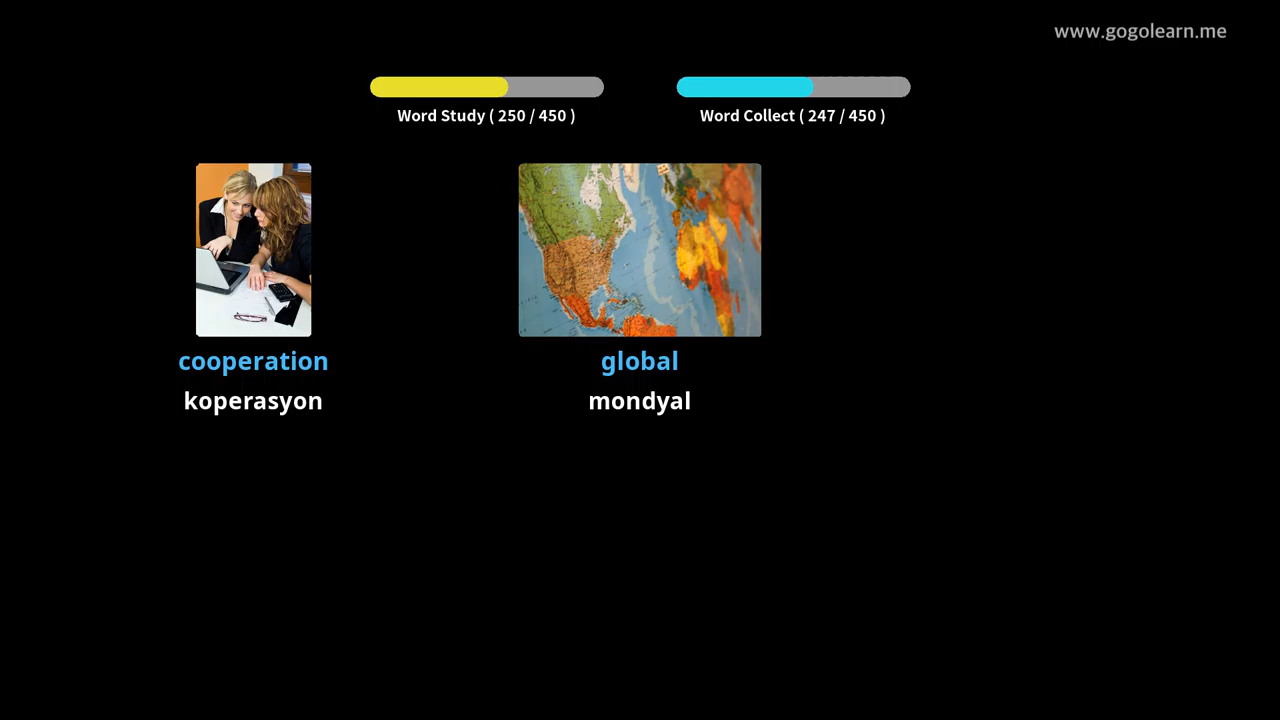 www.gogolearn.me
Word Study ( 250 / 450 )
Word Collect ( 247 / 450 )
cooperation
koperasyon
global
mondyal